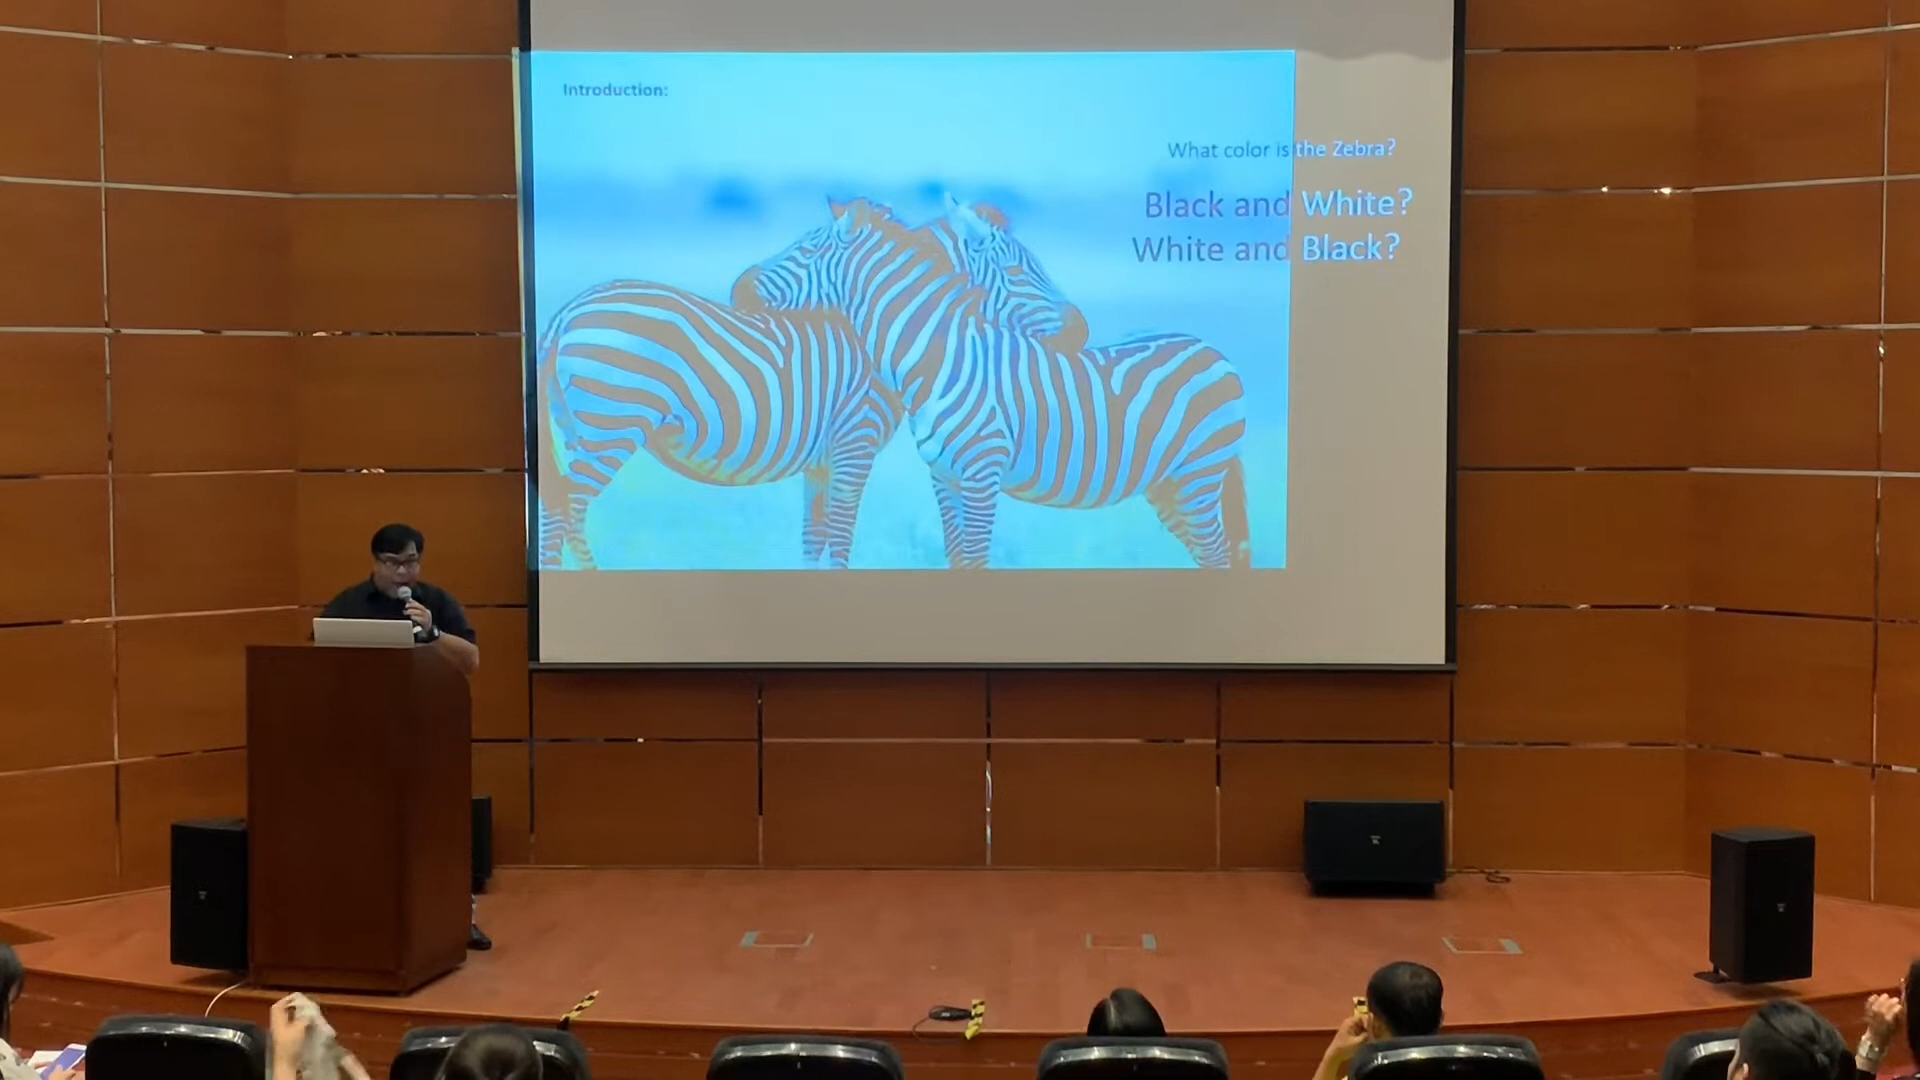 Introduction:
What color is the Zebra?
Black and White?
White and Black?